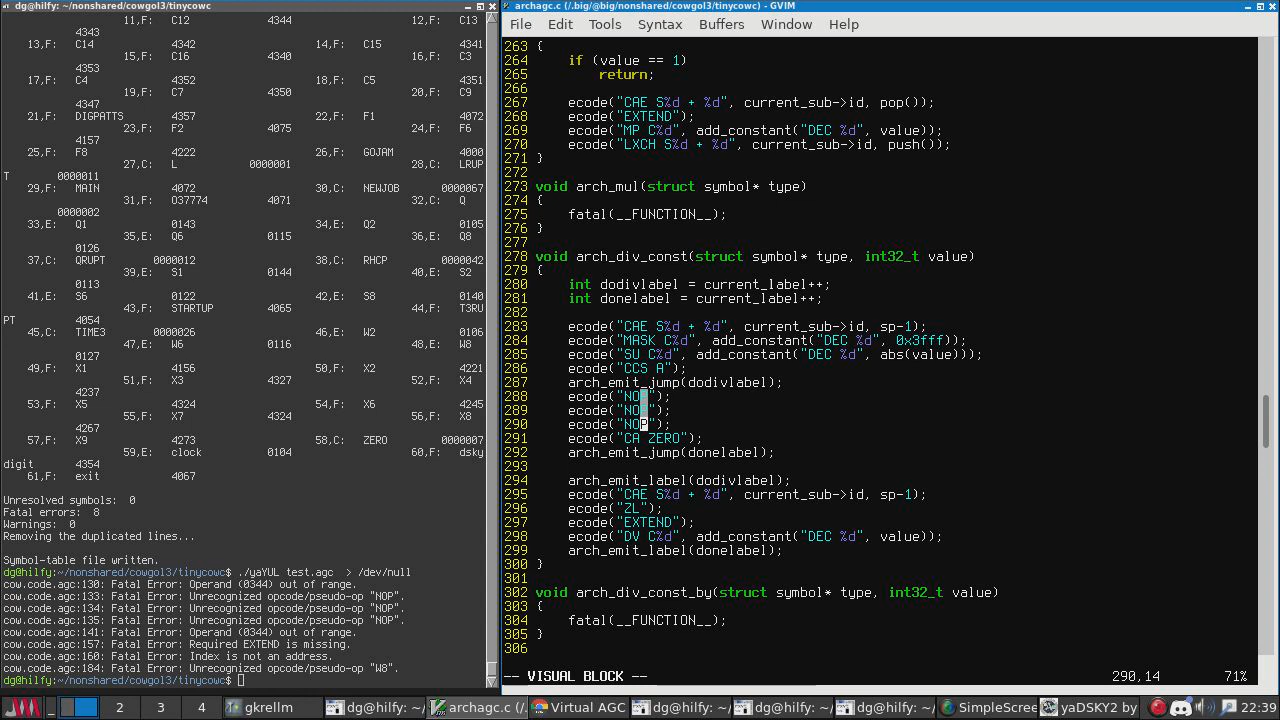 dg@hilfy:~/nonshared/cowgol3/tinycowc
11,F: C12 4344 12,F: C13
4343
13,F: C14 4342 14,F: C15 4341
15,F: C16 4340 16,F: C3
4353
17,F: C4 4352 18,F: C5 4351
19,F: C7 4350 20,F: C9
4347
21,F: DIGPATTS 4357 22,F: F1 4072
23,F: F2 4075 24,F: F6
4157
25,F: F8 4222 26,F: GOJAM 4000
27,C: L 0000001 28,C: LRUP
T 0000011
29,F: MAIN 4072 30,C: NEWJOB 0000067
31,F: O37774 4071 32,C: Q
0000002
33,E: Q1 0143 34,E: Q2 0105
35,E: Q6 0115 36,E: Q8
0126
37,C: QRUPT 0000012 38,C: RHCP 0000042
39,E: S1 0144 40,E: S2
0113
41,E: S6 0122 42,E: S8 0140
43,F: STARTUP 4065 44,F: T3RU
PT 4054
45,C: TIME3 0000026 46,E: W2 0106
47,E: W6 0116 48,E: W8
0127
49,F: X1 4156 50,F: X2 4221
51,F: X3 4327 52,F: X4
4237
53,F: X5 4324 54,F: X6 4245
55,F: X7 4324 56,F: X8
4267
57,F: X9 4273 58,C: ZERO 0000007
59,E: clock 0104 60,F: dsky
digit 4354
61,F: exit 4067
Unresolved symbols: 0
Fatal errors: 8
Warnings: 0
Removing the duplicated lines...
Symbol-table file written.
dg@hilfy:~/nonshared/cowgol3/tinycowc$ ./yaYUL test.agc > /dev/null
cow.code.agc:130: Fatal Error: Operand (0344) out of range.
cow.code.agc:133: Fatal Error: Unrecognized opcode/pseudo-op "NOP".
cow.code.agc:134: Fatal Error: Unrecognized opcode/pseudo-op "NOP".
cow.code.agc:135: Fatal Error: Unrecognized opcode/pseudo-op "NOP".
cow.code.agc:141: Fatal Error: Operand (0344) out of range.
cow.code.agc:157: Fatal Error: Required EXTEND is missing.
cow.code.agc:160: Fatal Error: Index is not an address.
cow.code.agc:184: Fatal Error: Unrecognized opcode/pseudo-op "W8".
dg@hilfy:~/nonshared/cowgol3/tinycowc$
archagc.c (/.big/@big/nonshared/cowgol3/tinycowc) - GVIM
File Edit Tools Syntax Buffers Window Help
263 {
264     if (value == 1)
265         return;
266
267     ecode("CAE S%d + %d", current_sub->id, pop());
268     ecode("EXTEND");
269     ecode("MP C%d", add_constant("DEC %d", value));
270     ecode("LXCH S%d + %d", current_sub->id, push());
271 }
272
273 void arch_mul(struct symbol* type)
274 {
275     fatal(__FUNCTION__);
276 }
277
278 void arch_div_const(struct symbol* type, int32_t value)
279 {
280     int dodivlabel = current_label++;
281     int donelabel = current_label++;
282
283     ecode("CAE S%d + %d", current_sub->id, sp-1);
284     ecode("MASK C%d", add_constant("DEC %d", 0x3fff));
285     ecode("SU C%d", add_constant("DEC %d", abs(value)));
286     ecode("CCS A");
287     arch_emit_jump(dodivlabel);
288     ecode("NOP");
289     ecode("NOP");
290     ecode("NOP");
291     ecode("CA ZERO");
292     arch_emit_jump(donelabel);
293
294     arch_emit_label(dodivlabel);
295     ecode("CAE S%d + %d", current_sub->id, sp-1);
296     ecode("ZL");
297     ecode("EXTEND");
298     ecode("DV C%d", add_constant("DEC %d", value));
299     arch_emit_label(donelabel);
300 }
301
302 void arch_div_const_by(struct symbol* type, int32_t value)
303 {
304     fatal(__FUNCTION__);
305 }
306
-- VISUAL BLOCK -- 290,14 71%
2 3 4 gkrellm dg@hilfy: ~/ archagc.c (/. Virtual AGC dg@hilfy: ~/ dg@hilfy: ~/ dg@hilfy: ~/ SimpleScree yaDSKY2 by 22:39